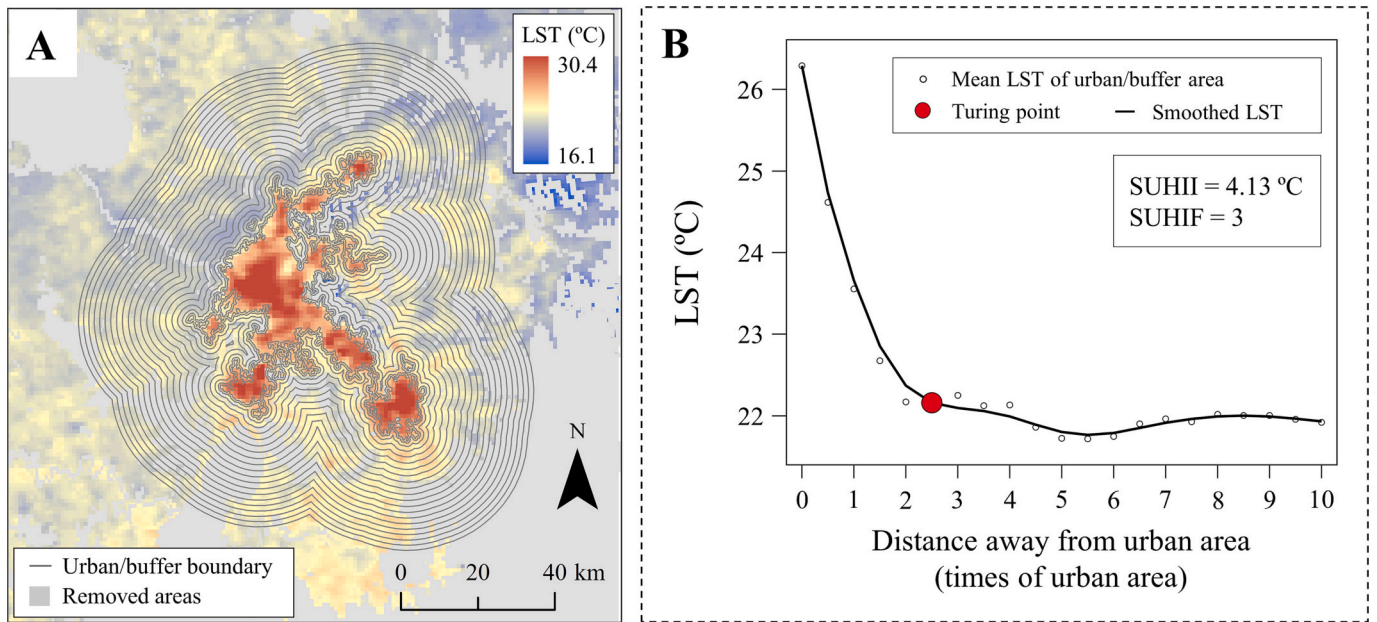 A
LST (ºC)
30.4
16.1
N
0 20 40 km
Urban/buffer boundary
Removed areas
B
Mean LST of urban/buffer area
Turing point
Smoothed LST
SUHII = 4.13 ºC
SUHIF = 3
LST (ºC)
26
25
24
23
22
0 1 2 3 4 5 6 7 8 9 10
Distance away from urban area
(times of urban area)